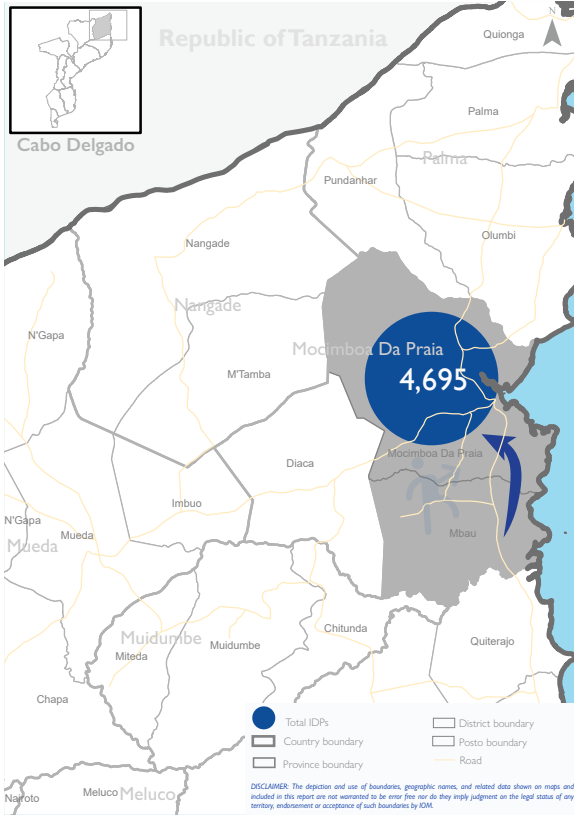 N
Republic of Tanzania
Quionga
Cabo Delgado
Palma
Palma
Pundanhar
Nangade
Olumbi
Nangade
N'Gapa
Mocimboa Da Praia
M'Tamba
4,695
Mocimboa Da Praia
Diaca
Imbuo
N'Gapa
Mueda
Mbau
Mueda
Chitunda
Muidumbe
Muidumbe
Miteda
Quiterajo
Chapa
Meluco
Meluco
Nairoto
Total IDPs
Country boundary
Province boundary
District boundary
Posto boundary
Road
DISCLAIMER: The depiction and use of boundaries, geographic names, and related data shown on maps and
included in this report are not warranted to be error free nor do they imply judgment on the legal status of any
territory, endorsement or acceptance of such boundaries by IOM.